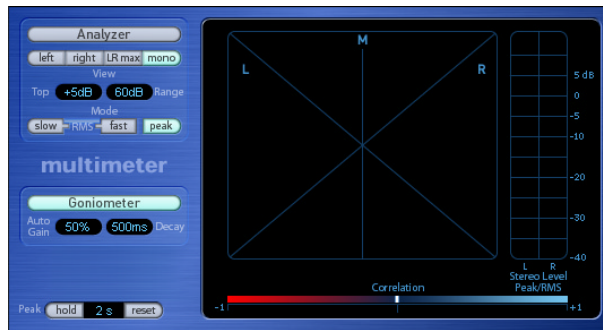 Analyzer
left right LR max mono
View
Top +5dB 60dB Range
Mode
slow RMS fast peak
multimeter
Goniometer
Auto Gain 50% 500ms Decay
Peak hold 2 s reset
M
L R
5 dB
0
-5
-10
-20
-30
-40
L R
Stereo Level
Peak/RMS
Correlation
-1 +1